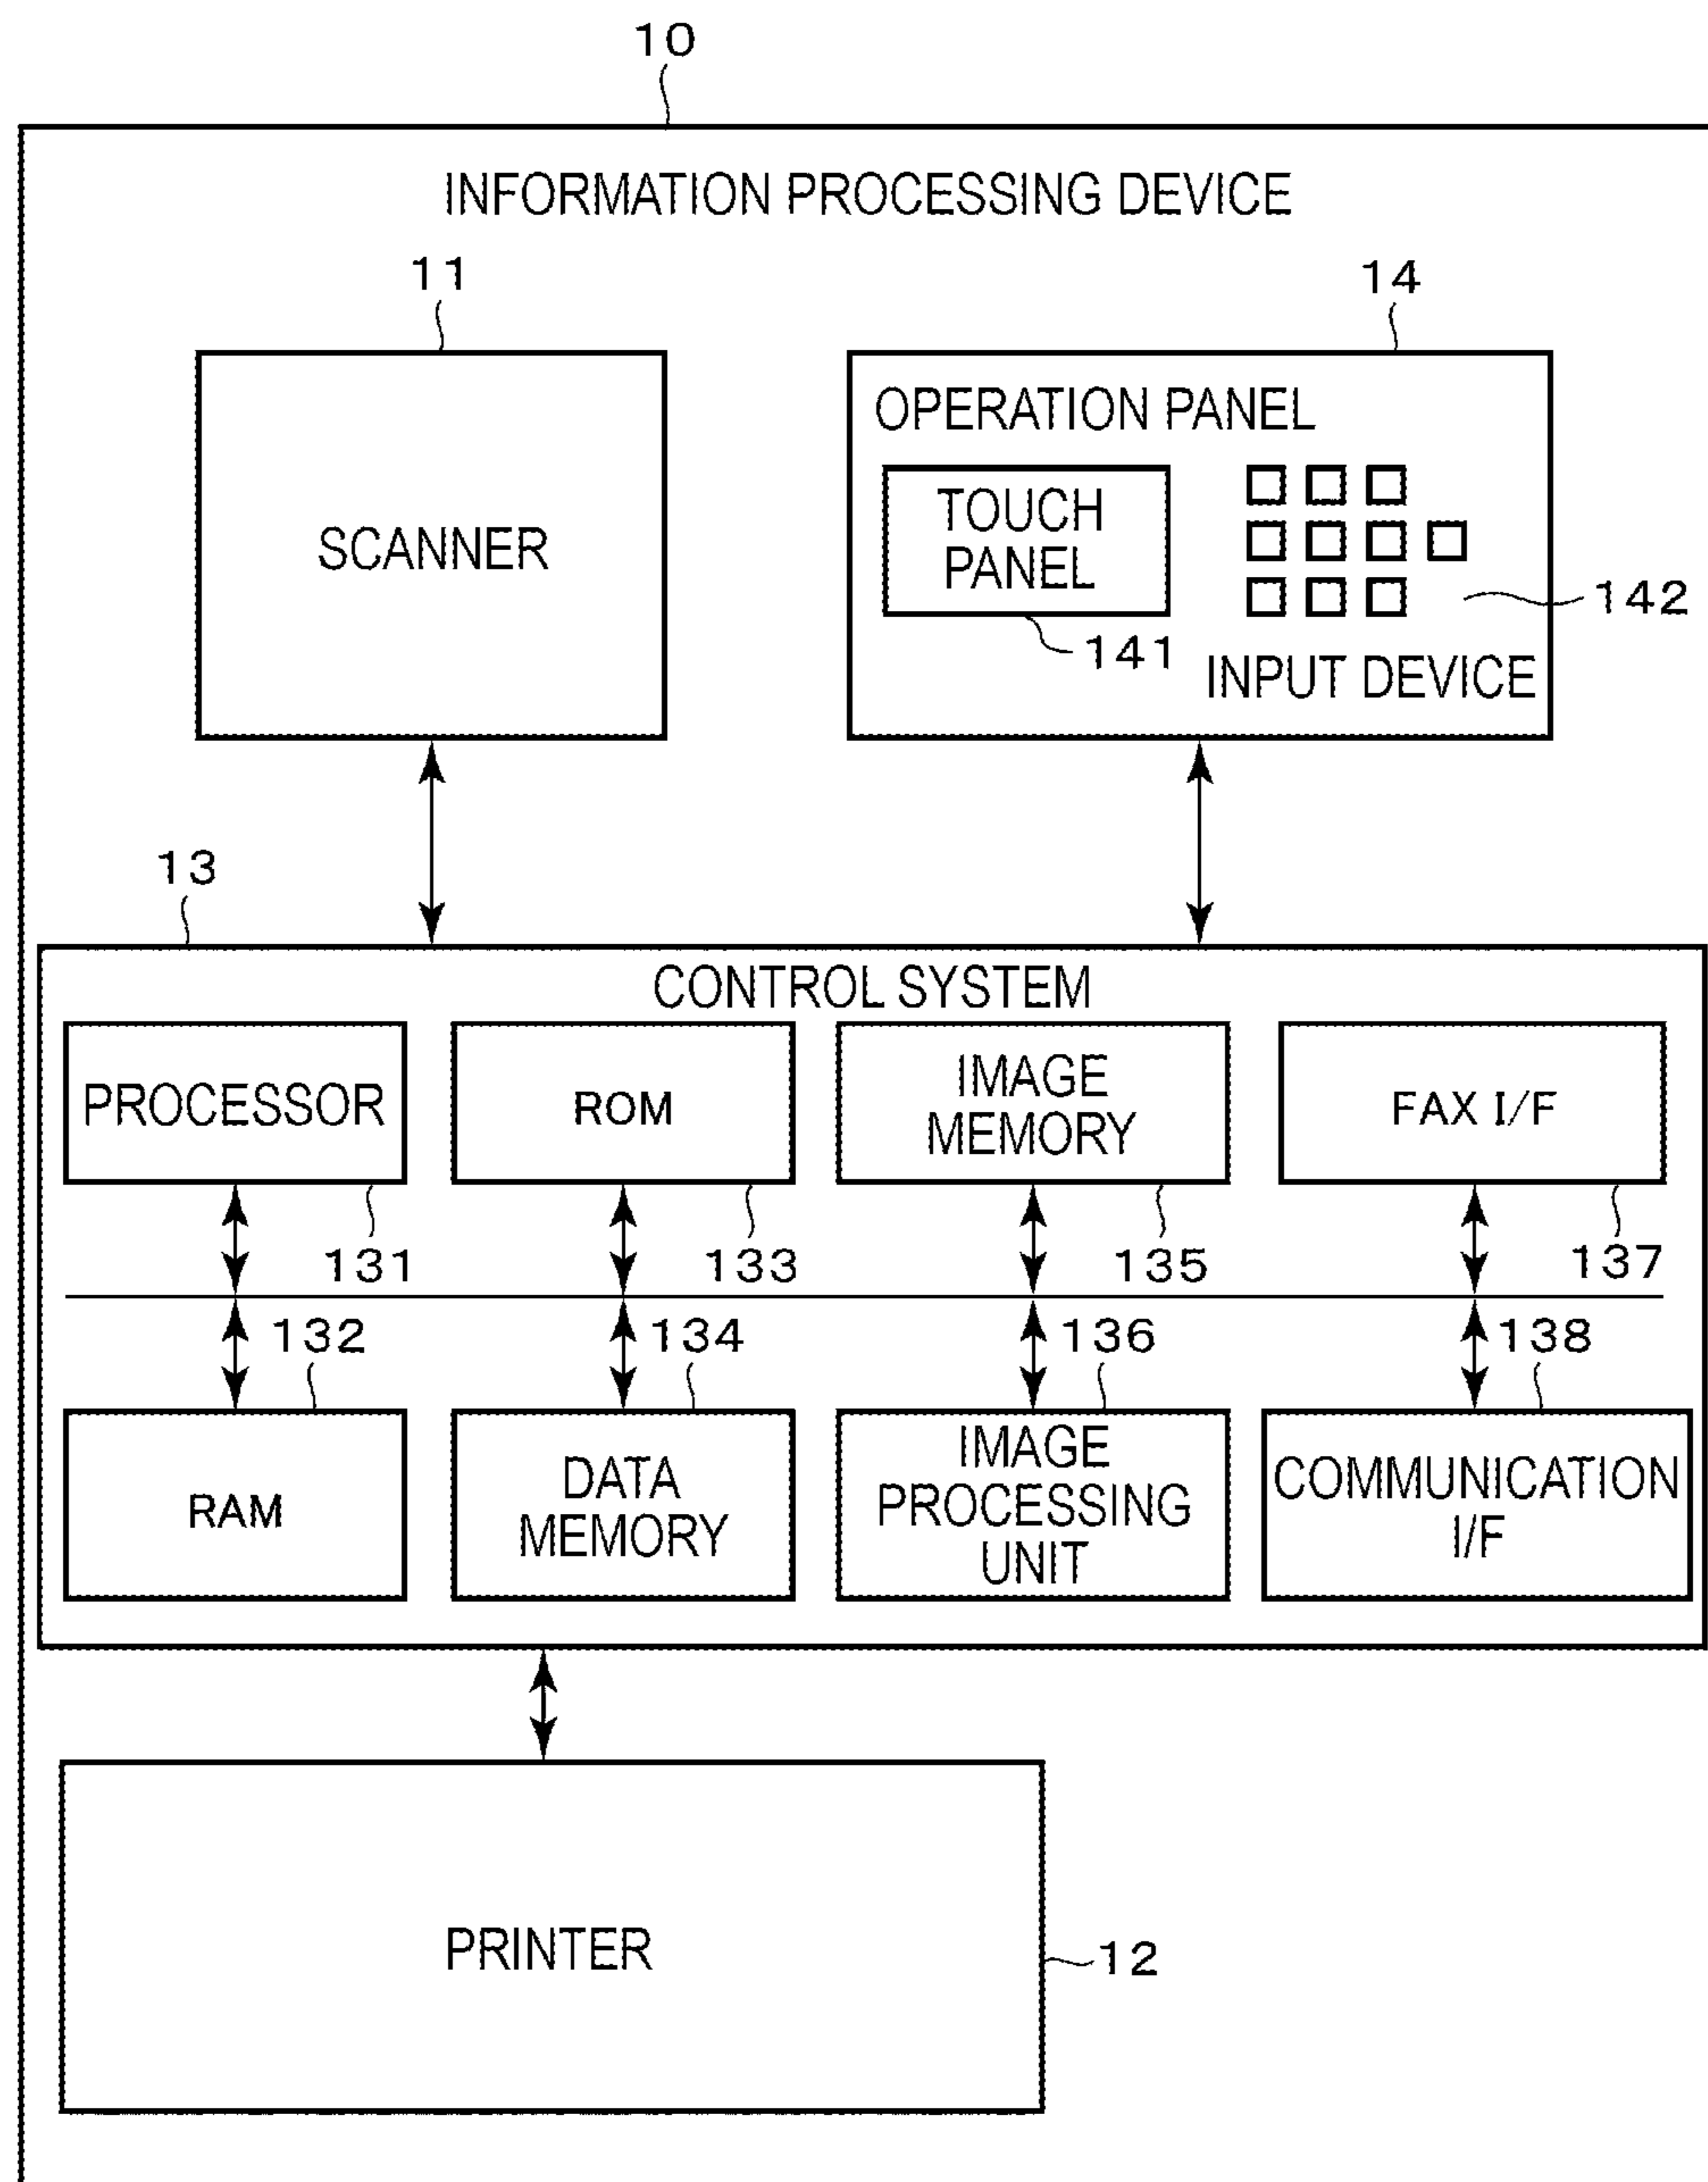 10
INFORMATION PROCESSING DEVICE
11
14
SCANNER
OPERATION PANEL
TOUCH
PANEL
141
142
INPUT DEVICE
13
CONTROL SYSTEM
PROCESSOR
ROM
IMAGE
MEMORY
FAX I/F
131
133
135
137
132
134
136
138
RAM
DATA
MEMORY
IMAGE
PROCESSING
UNIT
COMMUNICATION
I/F
PRINTER
12